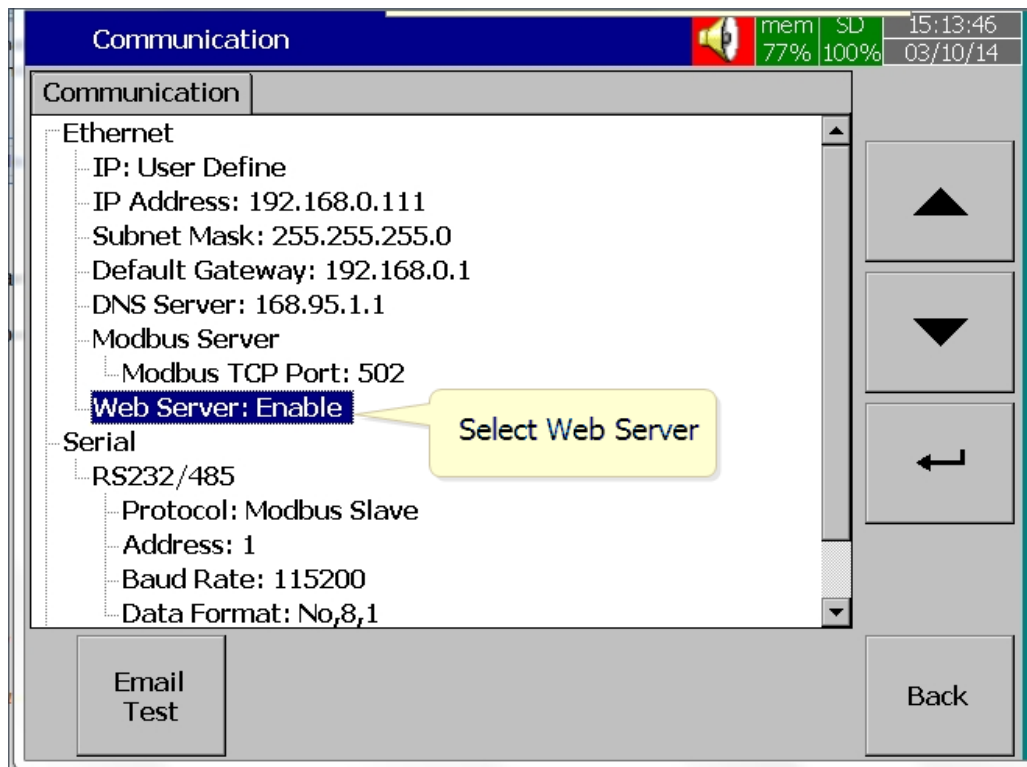 Communication
mem SD 15:13:46
77% 100% 03/10/14
Communication
Ethernet
IP: User Define
IP Address: 192.168.0.111
Subnet Mask: 255.255.255.0
Default Gateway: 192.168.0.1
DNS Server: 168.95.1.1
Modbus Server
Modbus TCP Port: 502
Web Server: Enable
Select Web Server
Serial
RS232/485
Protocol: Modbus Slave
Address: 1
Baud Rate: 115200
Data Format: No,8,1
Email
Test
Back